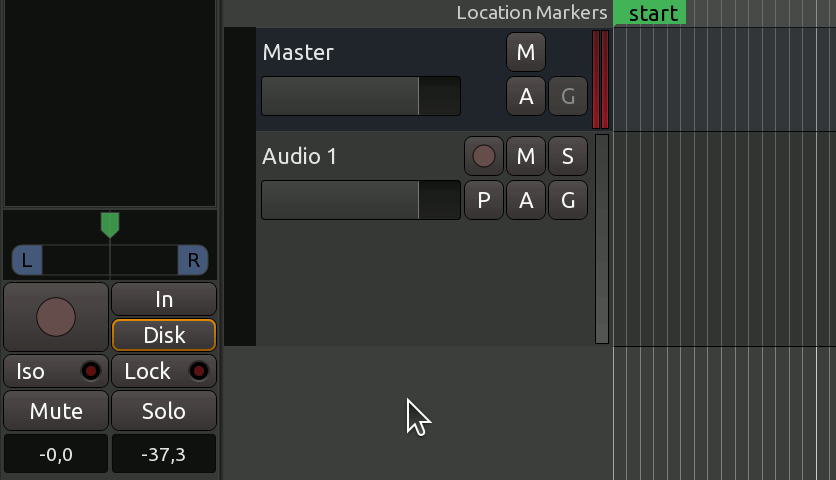 Location Markers start
Master M
A G
Audio 1 M S
P A G
L R
In
Disk
Iso Lock
Mute Solo
-0,0 -37,3